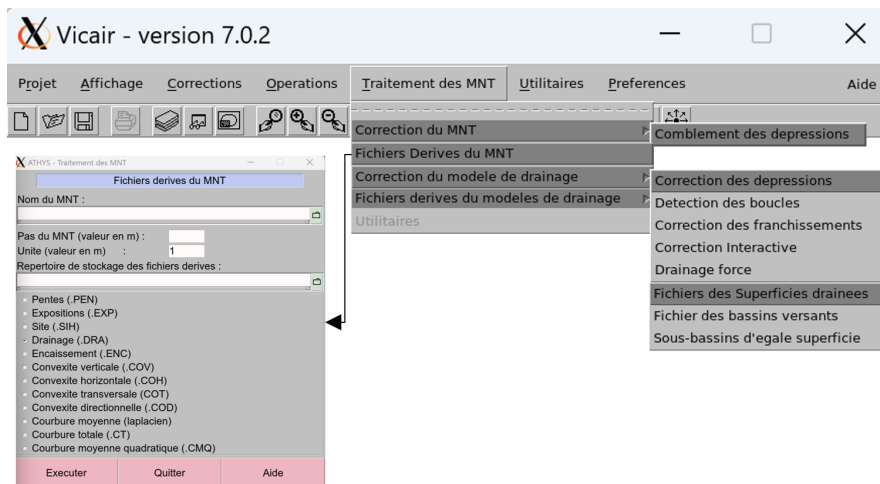 Vicair - version 7.0.2
Projet Affichage Corrections Operations Traitement des MNT Utilitaires Preferences Aide
Correction du MNT
Fichiers Derives du MNT
Correction du modele de drainage
Fichiers derives du modeles de drainage
Utilitaires
Comblement des depressions
Correction des depressions
Detection des boucles
Correction des franchissements
Correction Interactive
Drainage force
Fichiers des Superficies drainees
Fichier des bassins versants
Sous-bassins d'egale superficie
ATHYS - Traitement des MNT
Fichiers derives du MNT
Nom du MNT :
Pas du MNT (valeur en m) :
Unite (valeur en m) : 1
Repertoire de stockage des fichiers derives :
Pentes (.PEN)
Expositions (.EXP)
Site (.SIH)
Drainage (.DRA)
Encaissement (.ENC)
Convexite verticale (.COV)
Convexite horizontale (.COH)
Convexite transversale (COT)
Convexite directionnelle (.COD)
Courbure moyenne (laplacien)
Courbure totale (.CT)
Courbure moyenne quadratique (.CMQ)
Executer Quitter Aide